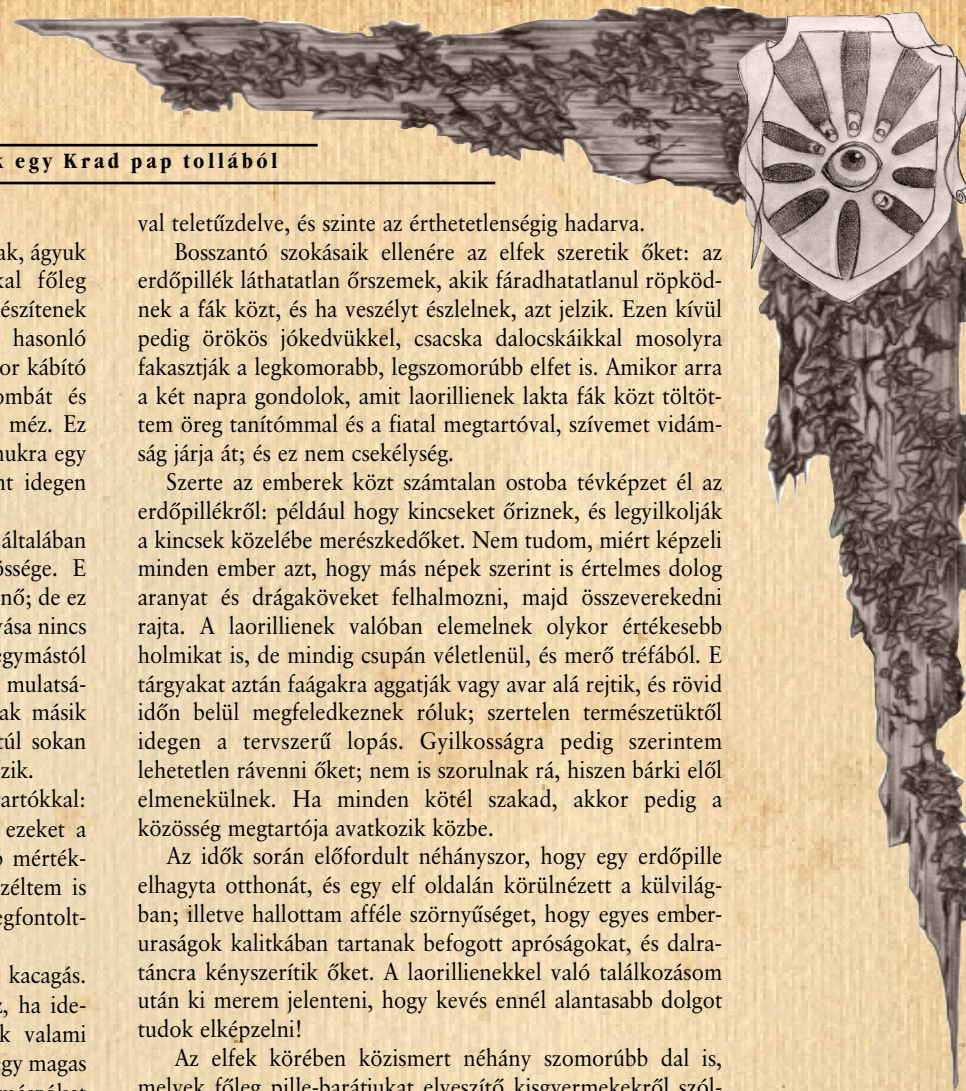 k egy Krad pap tollából
ak, ágyuk
kal főleg
észítenek
hasonló
or kábító
ombát és
méz. Ez
nukra egy
nt idegen
általában
össége. E
nő; de ez
vása nincs
egymástól
mulatsá-
ak másik
túl sokan
zik.
artókkal:
ezeket a
o mérték-
zéltem is
egfontolt-
kacagás.
z, ha ide-
k valami
egy magas
val teletűzdelve, és szinte az érthetetlenségig hadarva.
Bosszantó szokásaik ellenére az elfek szeretik őket: az
erdőpillék láthatatlan őrszemek, akik fáradhatatlanul röpköd-
nek a fák közt, és ha veszélyt észlelnek, azt jelzik. Ezen kívül
pedig örökös jókedvükkel, csacska dalocskáikkal mosolyra
fakasztják a legkomorabb, legszomorúbb elfet is. Amikor arra
a két napra gondolok, amit laorillienek lakta fák közt töltöt-
tem öreg tanítómmal és a fiatal megtartóval, szívemet vidám-
ság járja át; és ez nem csekélység.
Szerte az emberek közt számtalan ostoba tévképzet él az
erdőpillékről: például hogy kincseket őriznek, és legyilkolják
a kincsek közelébe merészkedőket. Nem tudom, miért képzeli
minden ember azt, hogy más népek szerint is értelmes dolog
aranyat és drágaköveket felhalmozni, majd összeverekedni
rajta. A laorillienek valóban elemelnek olykor értékesebb
holmikat is, de mindig csupán véletlenül, és merő tréfából. E
tárgyakat aztán faágakra aggatják vagy avar alá rejtik, és rövid
időn belül megfeledkeznek róluk; szertelen természetüktől
idegen a tervszerű lopás. Gyilkosságra pedig szerintem
lehetetlen rávenni őket; nem is szorulnak rá, hiszen bárki elől
elmenekülnek. Ha minden kötél szakad, akkor pedig a
közösség megtartója avatkozik közbe.
Az idők során előfordult néhányszor, hogy egy erdőpille
elhagyta otthonát, és egy elf oldalán körülnézett a külvilág-
ban; illetve hallottam afféle szörnyűséget, hogy egyes ember-
uraságok kalitkában tartanak befogott apróságokat, és dalra-
táncra kényszerítik őket. A laorillienekkel való találkozásom
után ki merem jelenteni, hogy kevés ennél alantasabb dolgot
tudok elképzelni!
Az elfek körében közismert néhány szomorúbb dal is,
melyek főleg pille-barátjukat elveszítő kisgyermekekről szól-